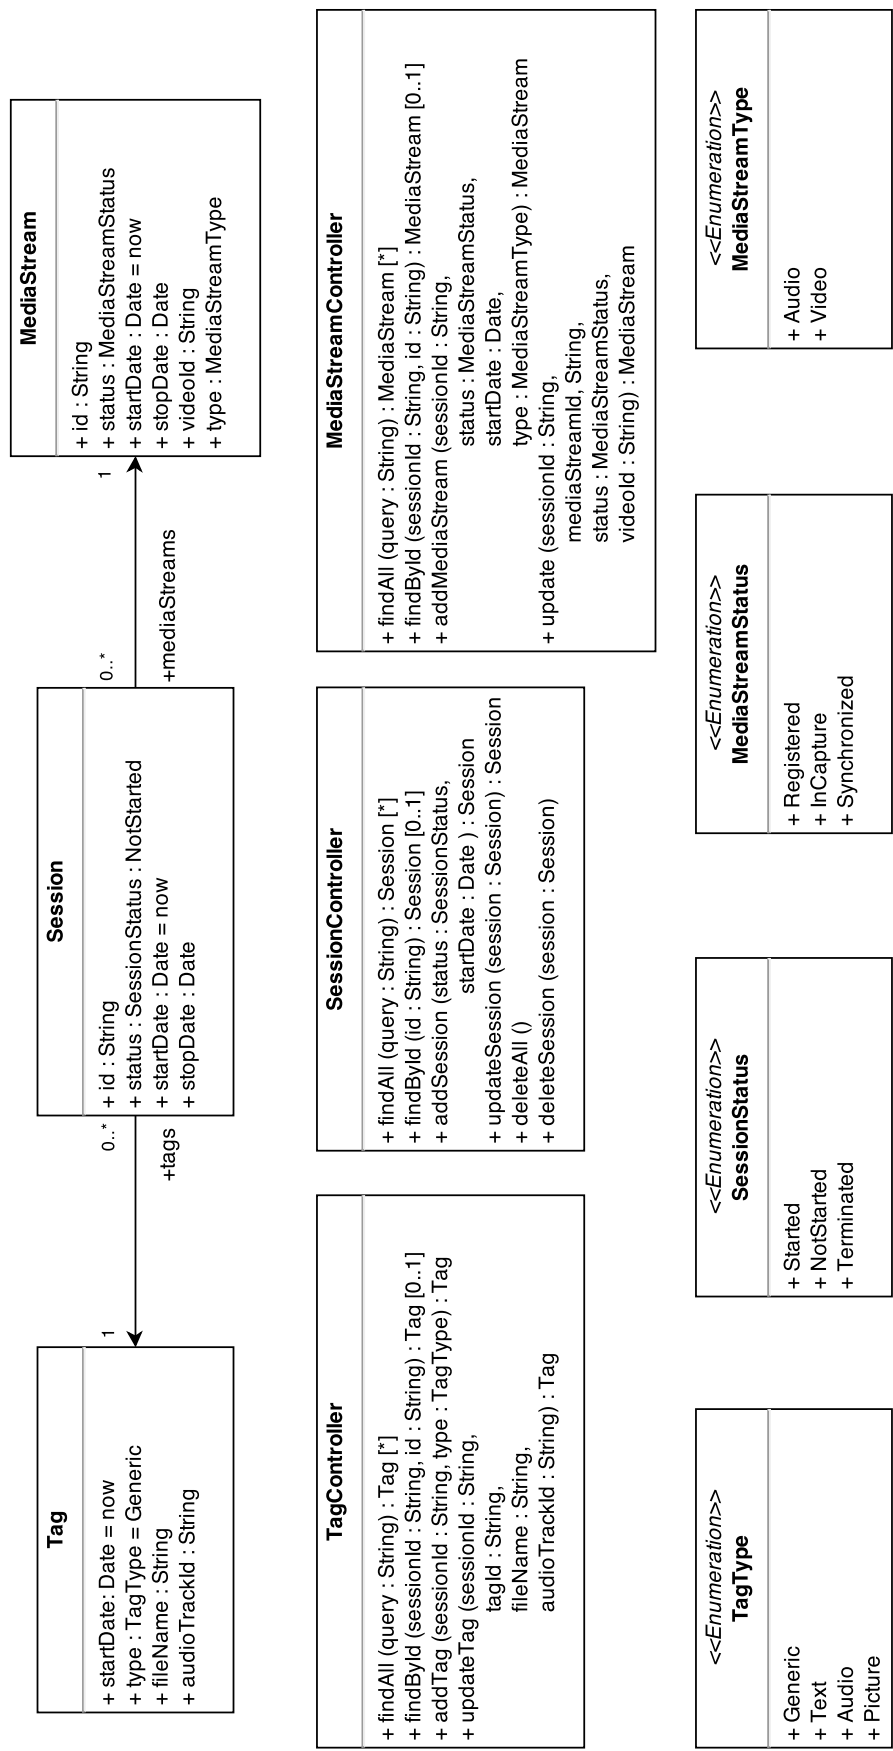 Tag
+ startDate: Date = now
+ type : TagType = Generic
+ fileName : String
+ audioTrackId : String
1
0..*
+tags
Session
+ id : String
+ status : SessionStatus : NotStarted
+ startDate : Date = now
+ stopDate : Date
0..*
1
+mediaStreams
MediaStream
+ id : String
+ status : MediaStreamStatus
+ startDate : Date = now
+ stopDate : Date
+ videoId : String
+ type : MediaStreamType
TagController
+ findAll (query : String) : Tag [*]
+ findById (sessionId : String, id : String) : Tag [0..1]
+ addTag (sessionId : String, type : TagType) : Tag
+ updateTag (sessionId : String,
tagId : String,
fileName : String,
audioTrackId : String) : Tag
SessionController
+ findAll (query : String) : Session [*]
+ findById (id : String) : Session [0..1]
+ addSession (status : SessionStatus,
startDate : Date ) : Session
+ updateSession (session : Session) : Session
+ deleteAll ()
+ deleteSession (session : Session)
MediaStreamController
+ findAll (query : String) : MediaStream [*]
+ findById (sessionId : String, id : String) : MediaStream [0..1]
+ addMediaStream (sessionId : String,
status : MediaStreamStatus,
startDate : Date,
type : MediaStreamType) : MediaStream
+ update (sessionId : String,
mediaStreamId, String,
status : MediaStreamStatus,
videoId : String) : MediaStream
<<Enumeration>>
TagType
+ Generic
+ Text
+ Audio
+ Picture
<<Enumeration>>
SessionStatus
+ Started
+ NotStarted
+ Terminated
<<Enumeration>>
MediaStreamStatus
+ Registered
+ InCapture
+ Synchronized
<<Enumeration>>
MediaStreamType
+ Audio
+ Video